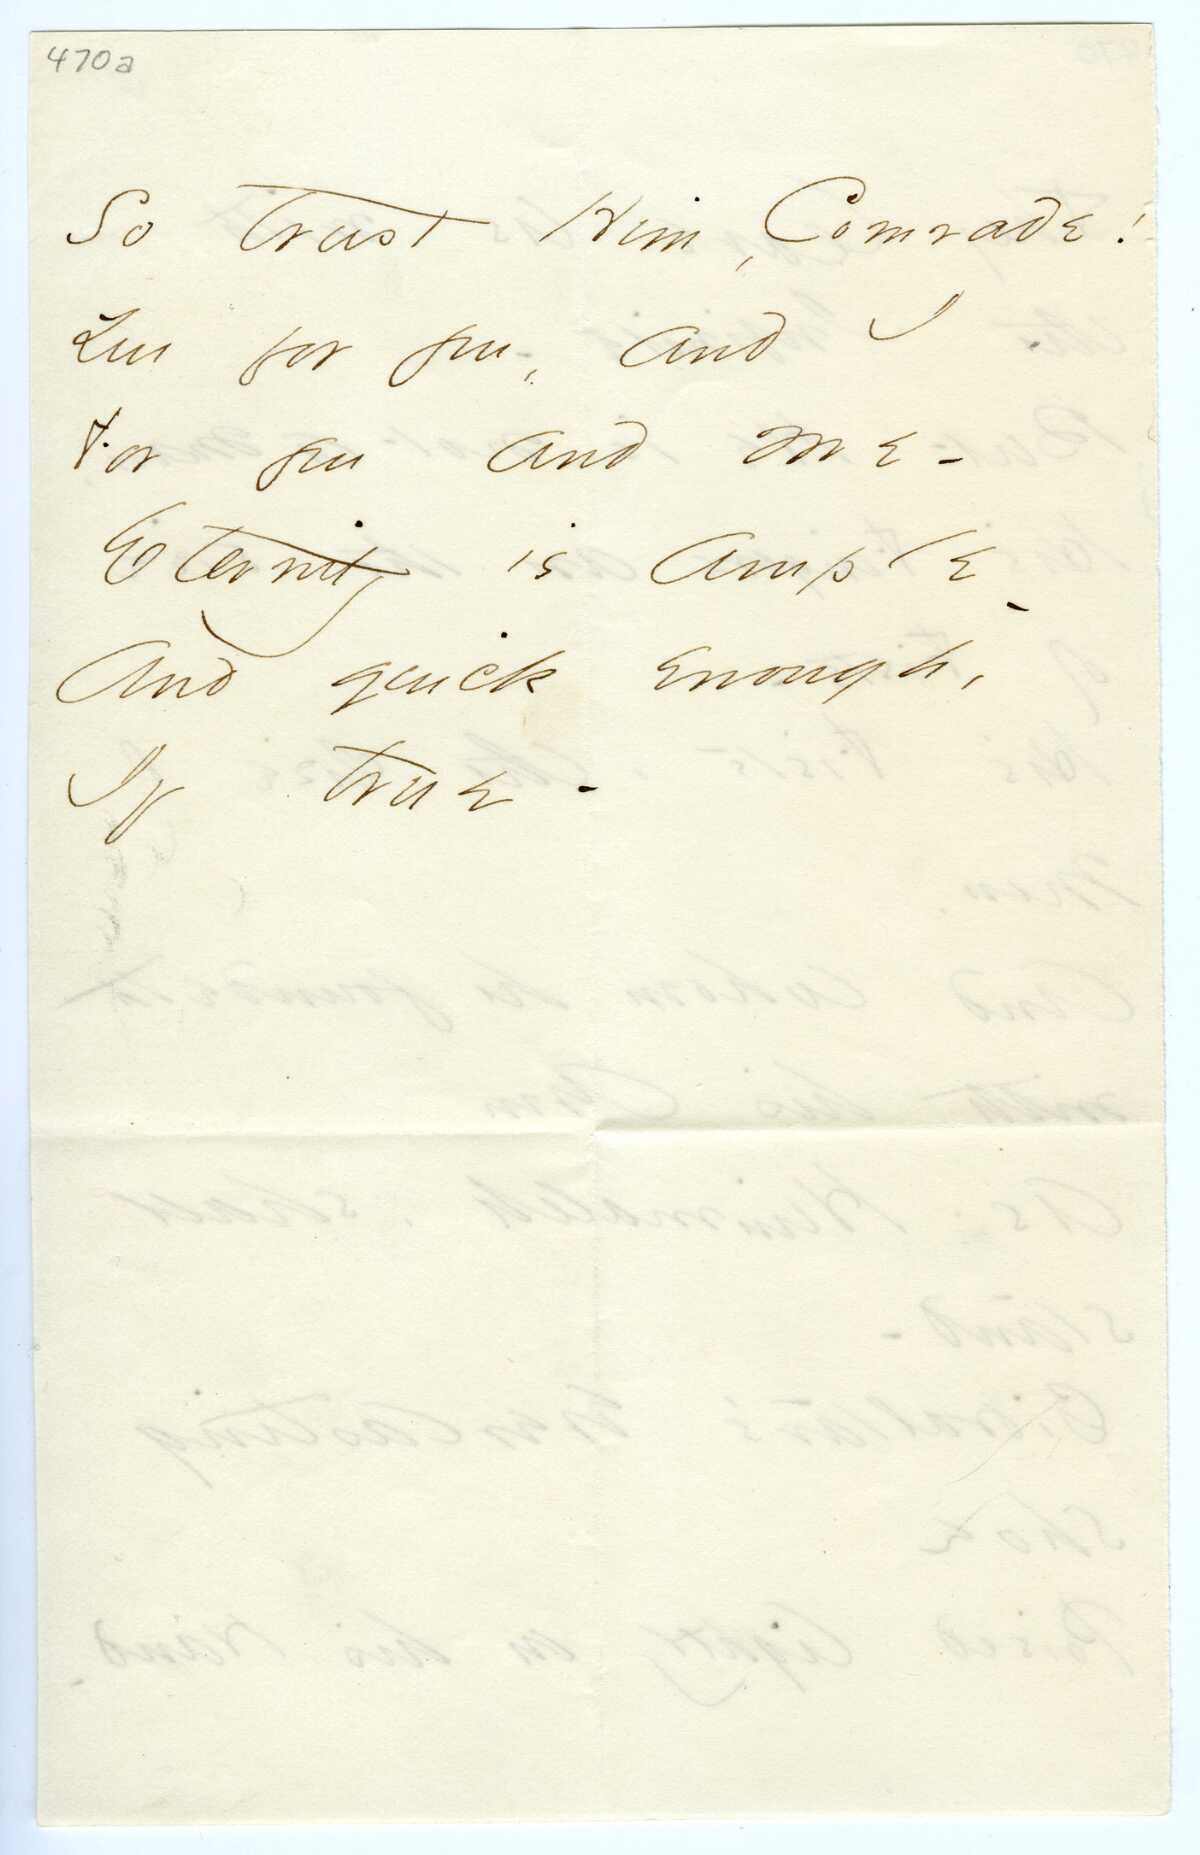 470a
So trust Him, Comrade!
You for you, and I
for you and me -
Eternity is ample -
And quick enough,
If true -